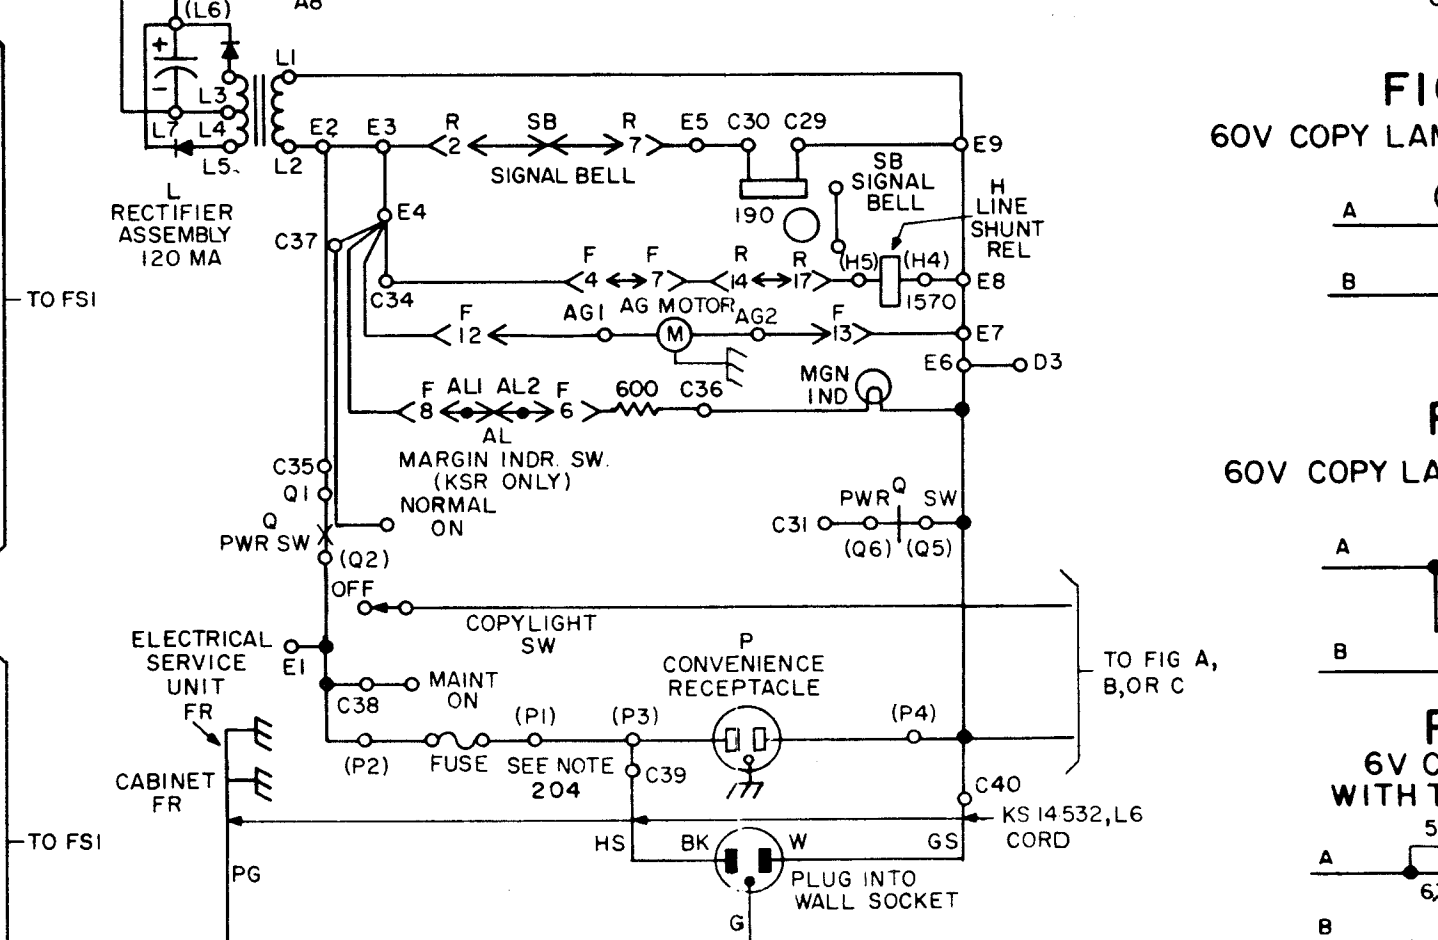 (L6)
A8
+
L1
L3
L7
L4
L5
L2
E2
E3
R
2
SB
R
7
E5
C30
C29
E9
SIGNAL BELL
L
RECTIFIER
ASSEMBLY
120 MA
E4
C37
190
SB
SIGNAL
BELL
H
LINE
SHUNT
REL
C34
F
4
F
7
R
14
R
17
(H5)
(H4)
E8
1570
TO FS1
F
12
AG1
AG MOTOR
M
AG2
F
13
E7
E6
D3
F
8
AL1
AL2
F
6
600
C36
MGN
IND
AL
MARGIN INDR. SW.
(KSR ONLY)
C35
Q1
NORMAL
ON
Q
PWR SW
(Q2)
PWR
Q
SW
C31
(Q6)
(Q5)
OFF
COPYLIGHT
SW
ELECTRICAL
SERVICE
UNIT
FR
E1
C38
MAINT
ON
P
CONVENIENCE
RECEPTACLE
TO FIG A,
B,OR C
(P2)
FUSE
(P1)
SEE NOTE
204
(P3)
C39
(P4)
C40
CABINET
FR
KS 14532,L6
CORD
HS
BK
W
GS
PLUG INTO
WALL SOCKET
G
PG
TO FS1
FIG
60V COPY LAM
A
B
60V COPY LA
A
B
6V C
WITH T
5
A
6
B